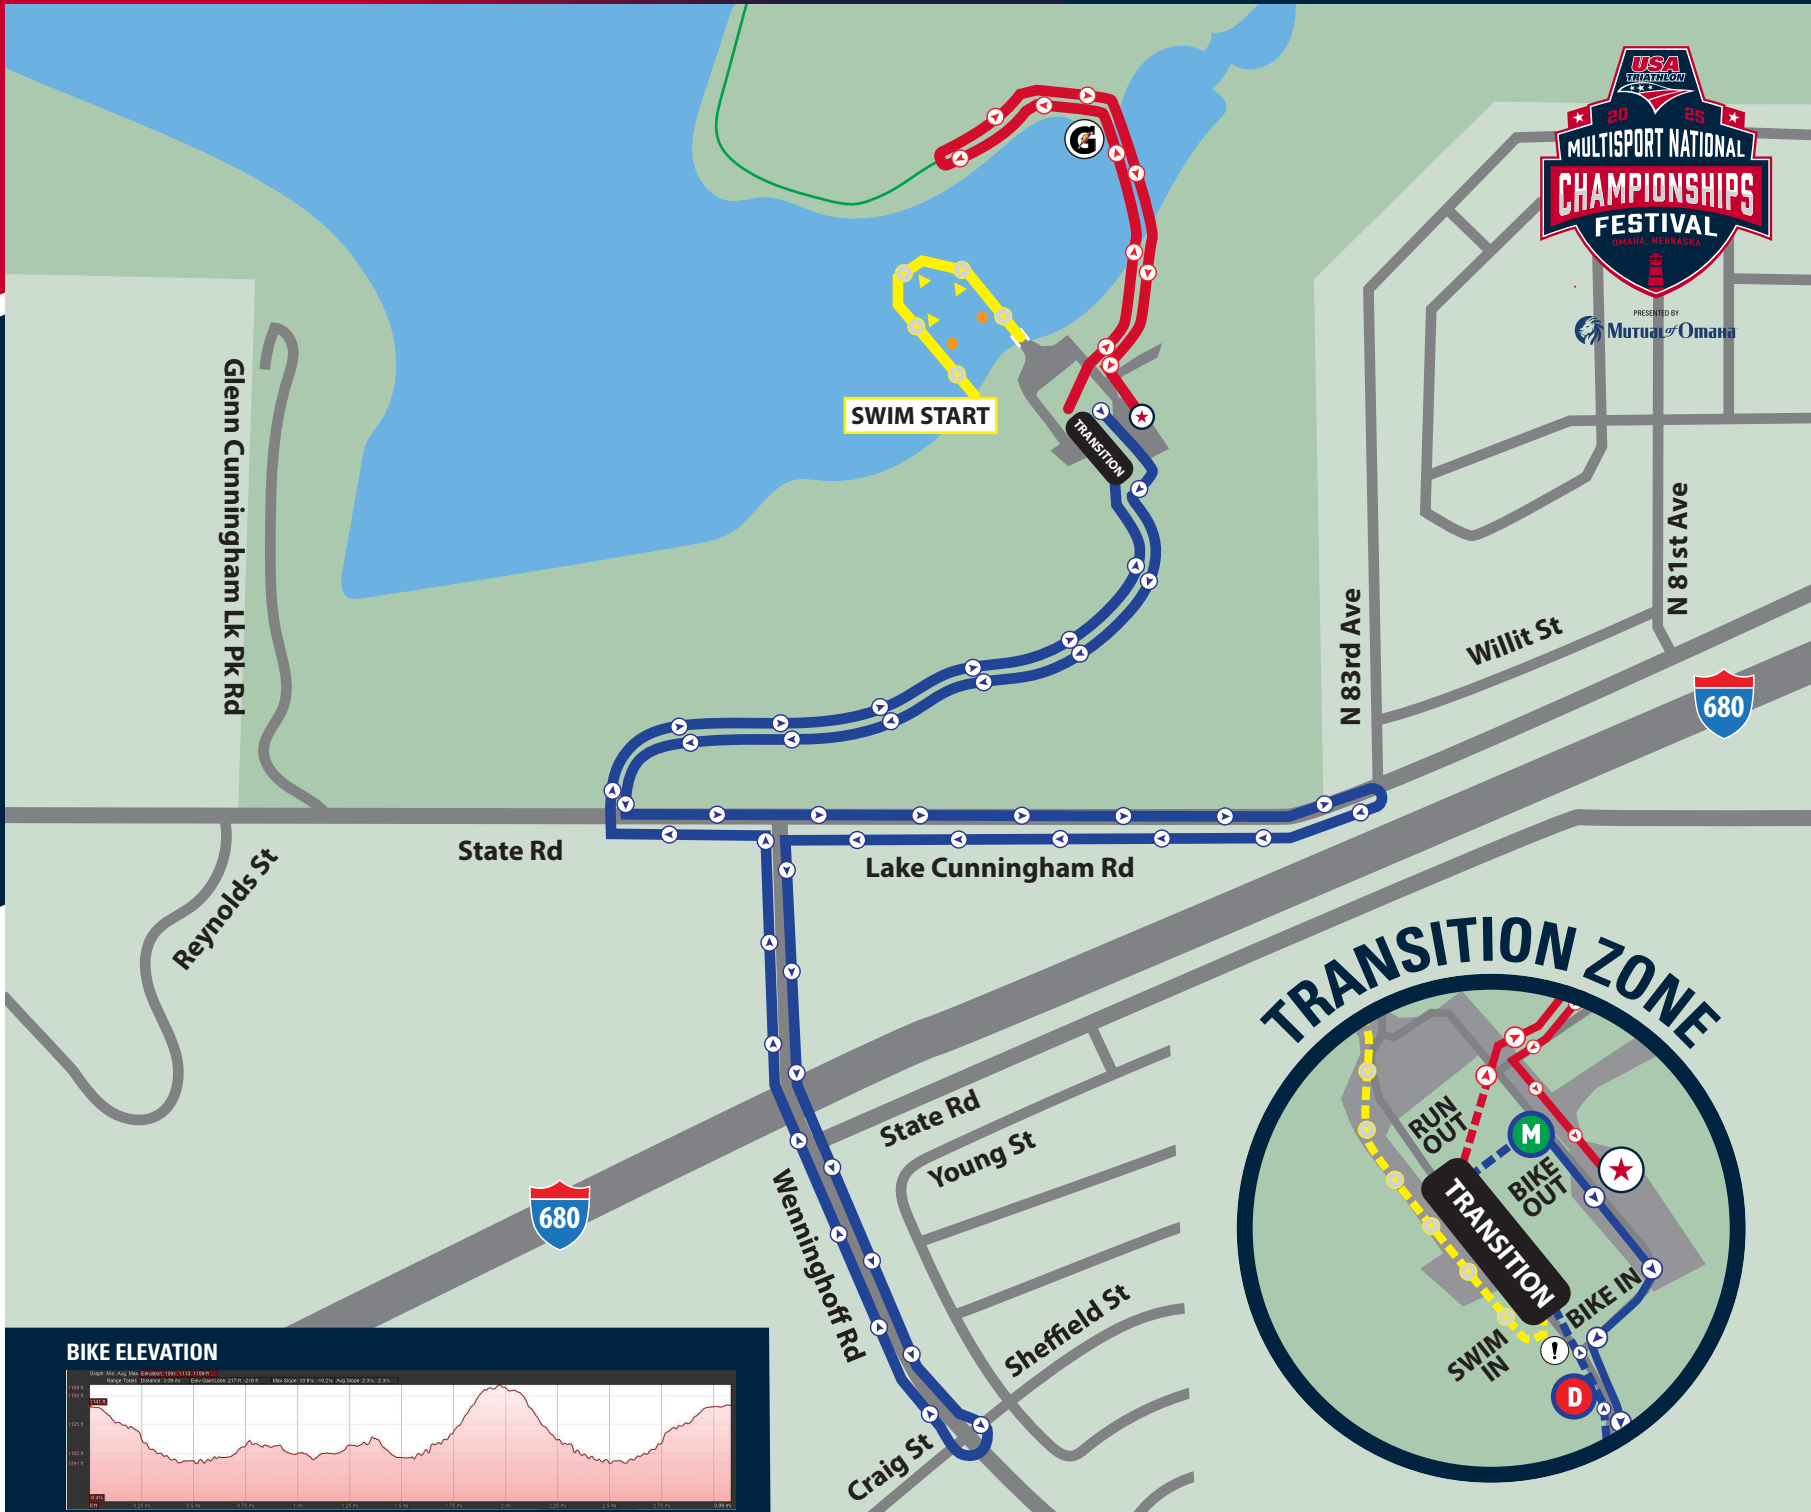 USA
TRIATHLON
20 25
MULTISPORT NATIONAL
CHAMPIONSHIPS
FESTIVAL
OMAHA, NEBRASKA
PRESENTED BY
Mutual of Omaha
G
SWIM START
TRANSITION
Glenn Cunningham Lk Pk Rd
N 83rd Ave
N 81st Ave
Willit St
680
State Rd
Lake Cunningham Rd
Reynolds St
State Rd
Young St
680
Wenninghoff Rd
Sheffield St
Craig St
TRANSITION ZONE
RUN
OUT
M
BIKE
OUT
TRANSITION
BIKE IN
SWIM
IN
!
D
BIKE ELEVATION